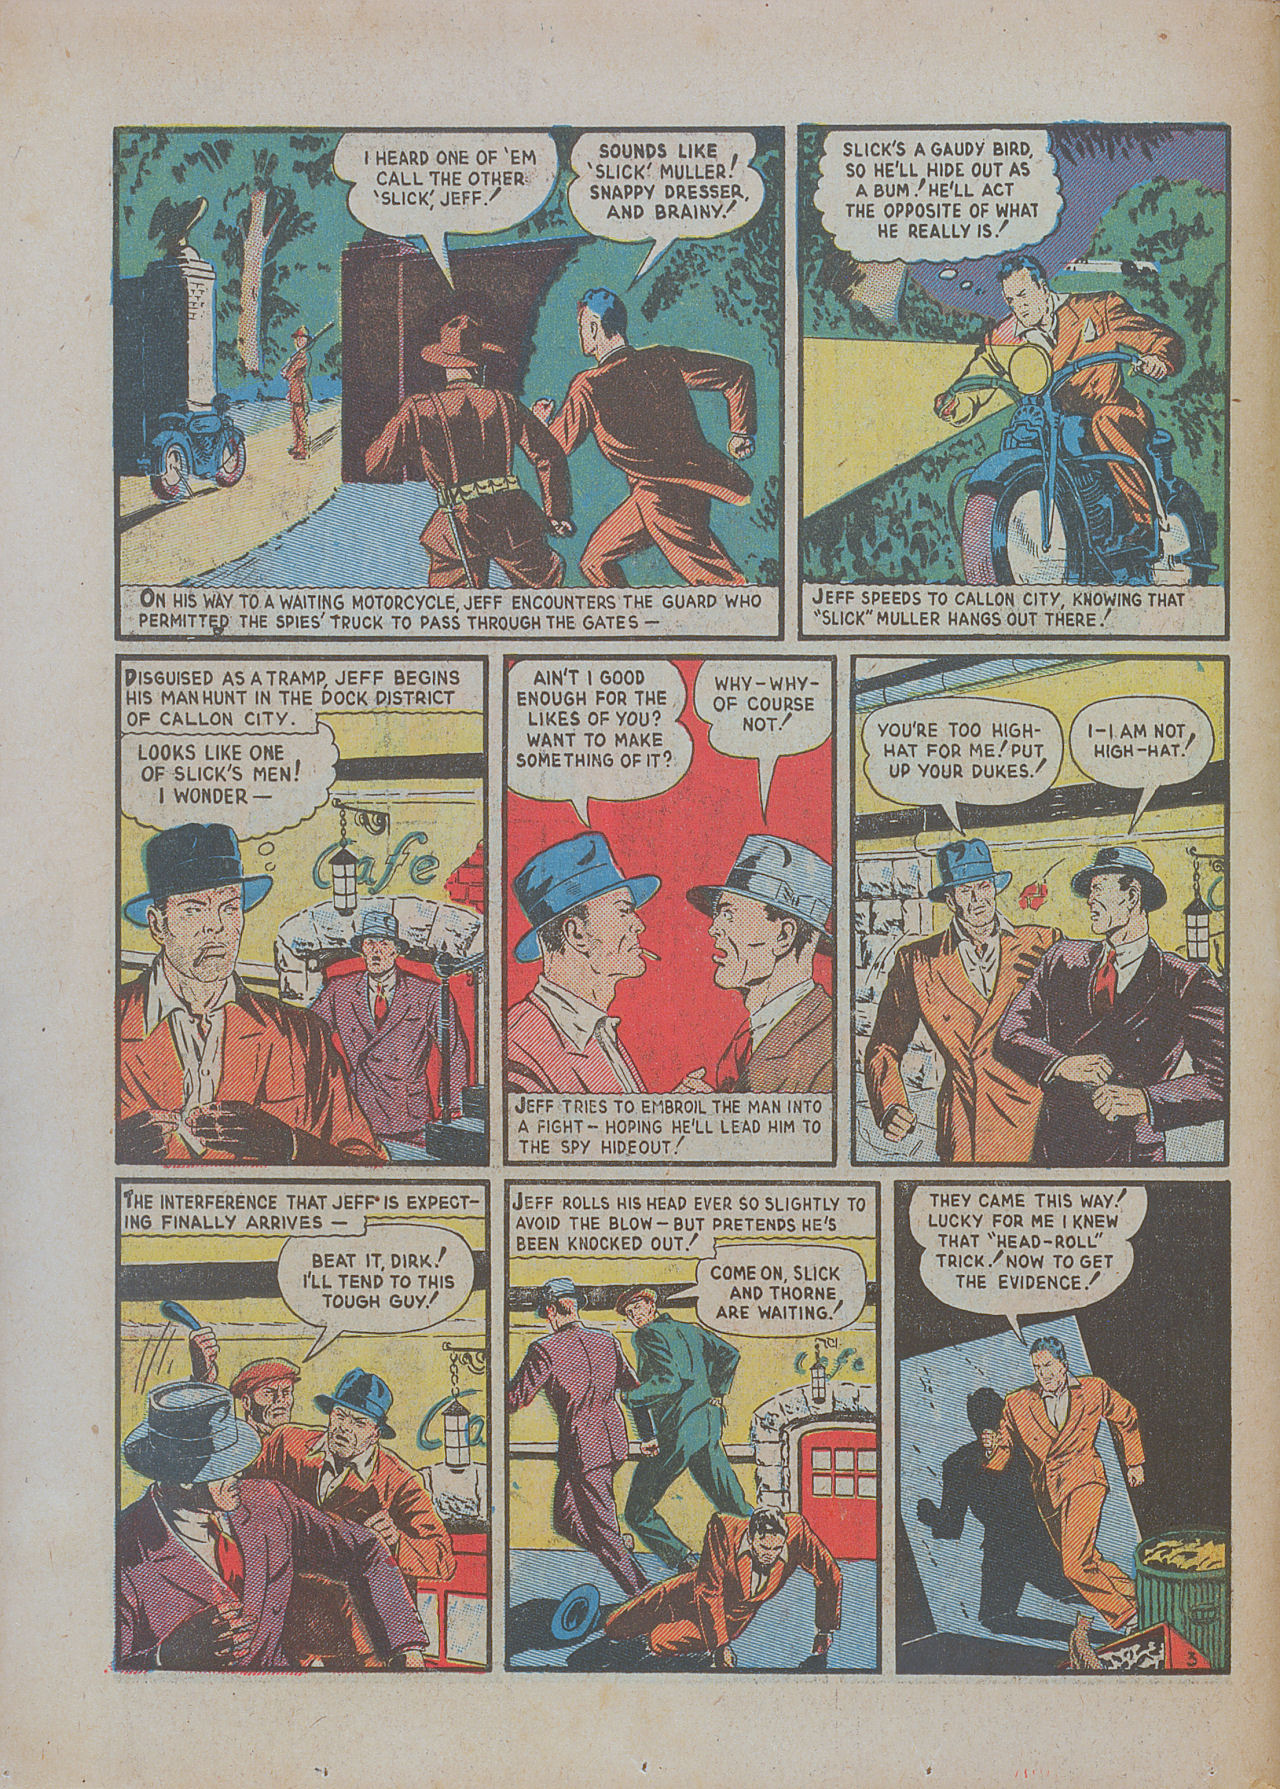 I HEARD ONE OF 'EM
CALL THE OTHER
'SLICK', JEFF!
SOUNDS LIKE
'SLICK' MULLER!
SNAPPY DRESSER,
AND BRAINY!
ON HIS WAY TO A WAITING MOTORCYCLE, JEFF ENCOUNTERS THE GUARD WHO
PERMITTED THE SPIES' TRUCK TO PASS THROUGH THE GATES —
SLICK'S A GAUDY BIRD,
SO HE'LL HIDE OUT AS
A BUM! HE'LL ACT
THE OPPOSITE OF WHAT
HE REALLY IS!
JEFF SPEEDS TO CALLON CITY, KNOWING THAT
"SLICK" MULLER HANGS OUT THERE!
DISGUISED AS A TRAMP, JEFF BEGINS
HIS MANHUNT IN THE DOCK DISTRICT
OF CALLON CITY.
LOOKS LIKE ONE
OF SLICK'S MEN!
I WONDER —
Cafe
AIN'T I GOOD
ENOUGH FOR THE
LIKES OF YOU?
WANT TO MAKE
SOMETHING OF IT?
WHY-WHY-
OF COURSE
NOT!
JEFF TRIES TO EMBROIL THE MAN INTO
A FIGHT — HOPING HE'LL LEAD HIM TO
THE SPY HIDEOUT!
YOU'RE TOO HIGH-
HAT FOR ME! PUT
UP YOUR DUKES!
I-I AM NOT
HIGH-HAT!
C
THE INTERFERENCE THAT JEFF IS EXPECT-
ING FINALLY ARRIVES —
BEAT IT, DIRK!
I'LL TEND TO THIS
TOUGH GUY!
Ca
JEFF ROLLS HIS HEAD EVER SO SLIGHTLY TO
AVOID THE BLOW — BUT PRETENDS HE'S
BEEN KNOCKED OUT!
COME ON, SLICK
AND THORNE
ARE WAITING!
Cafe
THEY CAME THIS WAY!
LUCKY FOR ME I KNEW
THAT "HEAD-ROLL"
TRICK! NOW TO GET
THE EVIDENCE!
3